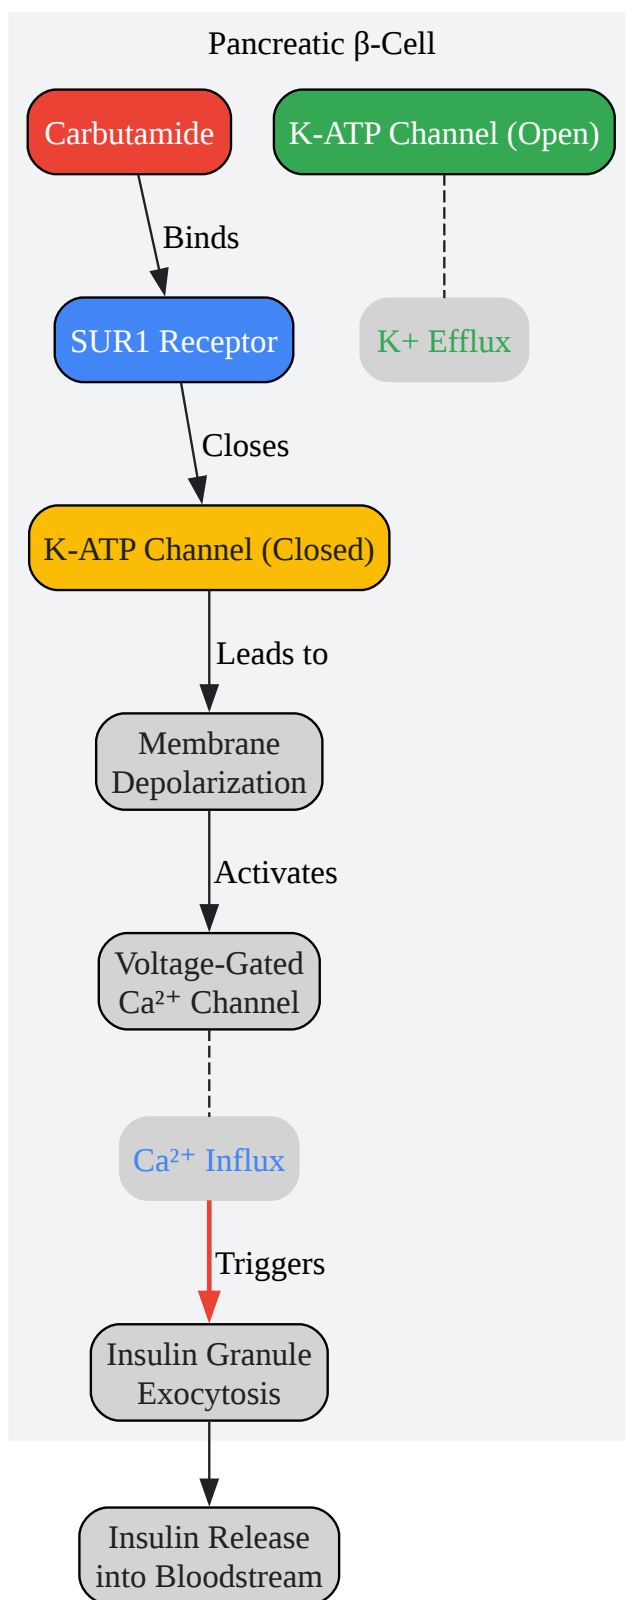 Pancreatic β-Cell
Carbutamide
K-ATP Channel (Open)
Binds
SUR1 Receptor
K+ Efflux
Closes
K-ATP Channel (Closed)
Leads to
Membrane
Depolarization
Activates
Voltage-Gated
Ca²⁺ Channel
Ca²⁺ Influx
Triggers
Insulin Granule
Exocytosis
Insulin Release
into Bloodstream